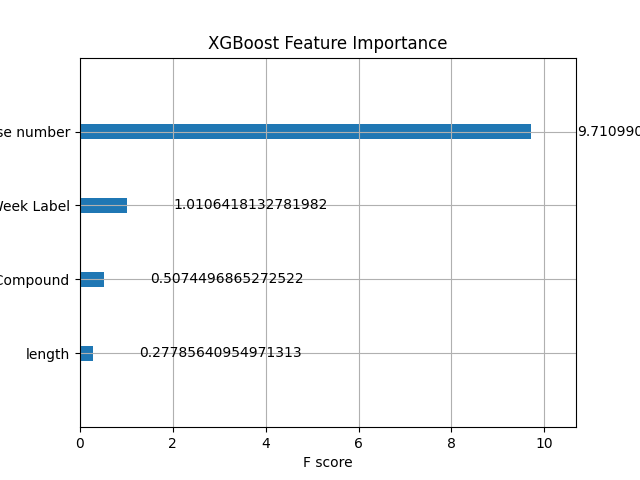 XGBoost Feature Importance
se number 9.710990
Week Label 1.0106418132781982
Compound 0.5074496865272522
length 0.27785640954971313
0 2 4 6 8 10
F score